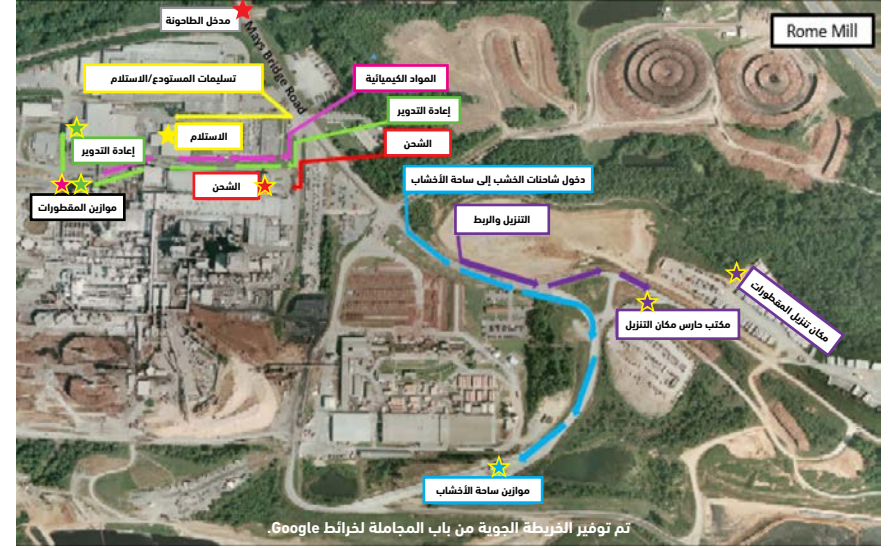 مدخل الطاحونة
Rome Mill
Mays Bridge Road
تسليمات المستودع/الاستلام
المواد الكيميائية
إعادة التدوير
الاستلام
الشحن
إعادة التدوير
دخول شاحنات الخشب إلى ساحة الأخشاب
الشحن
موازين المقطورات
التنزيل والربط
مكان تنزيل المقطورات
مكتب حارس مكان التنزيل
موازين ساحة الأخشاب
تم توفير الخريطة الجوية من باب المجاملة لخرائط Google.